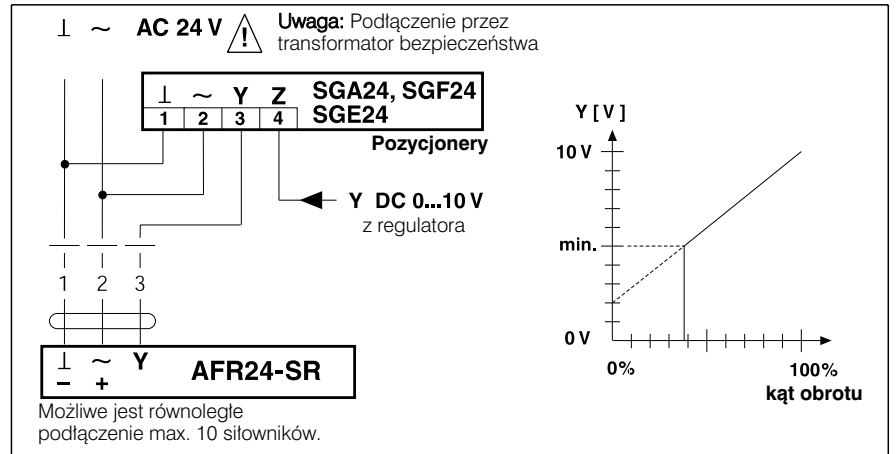 ⊥ ~ AC 24 V
Uwaga: Podłączenie przez
transformator bezpieczeństwa
⊥ ~ Y Z
1 2 3 4
SGA24, SGF24
SGE24
Pozycjonery
Y DC 0...10 V
z regulatora
1 2 3
⊥ ~ Y
– +
AFR24-SR
Możliwe jest równoległe
podłączenie max. 10 siłowników.
Y [ V ]
10 V
min.
0 V
0% 100%
kąt obrotu